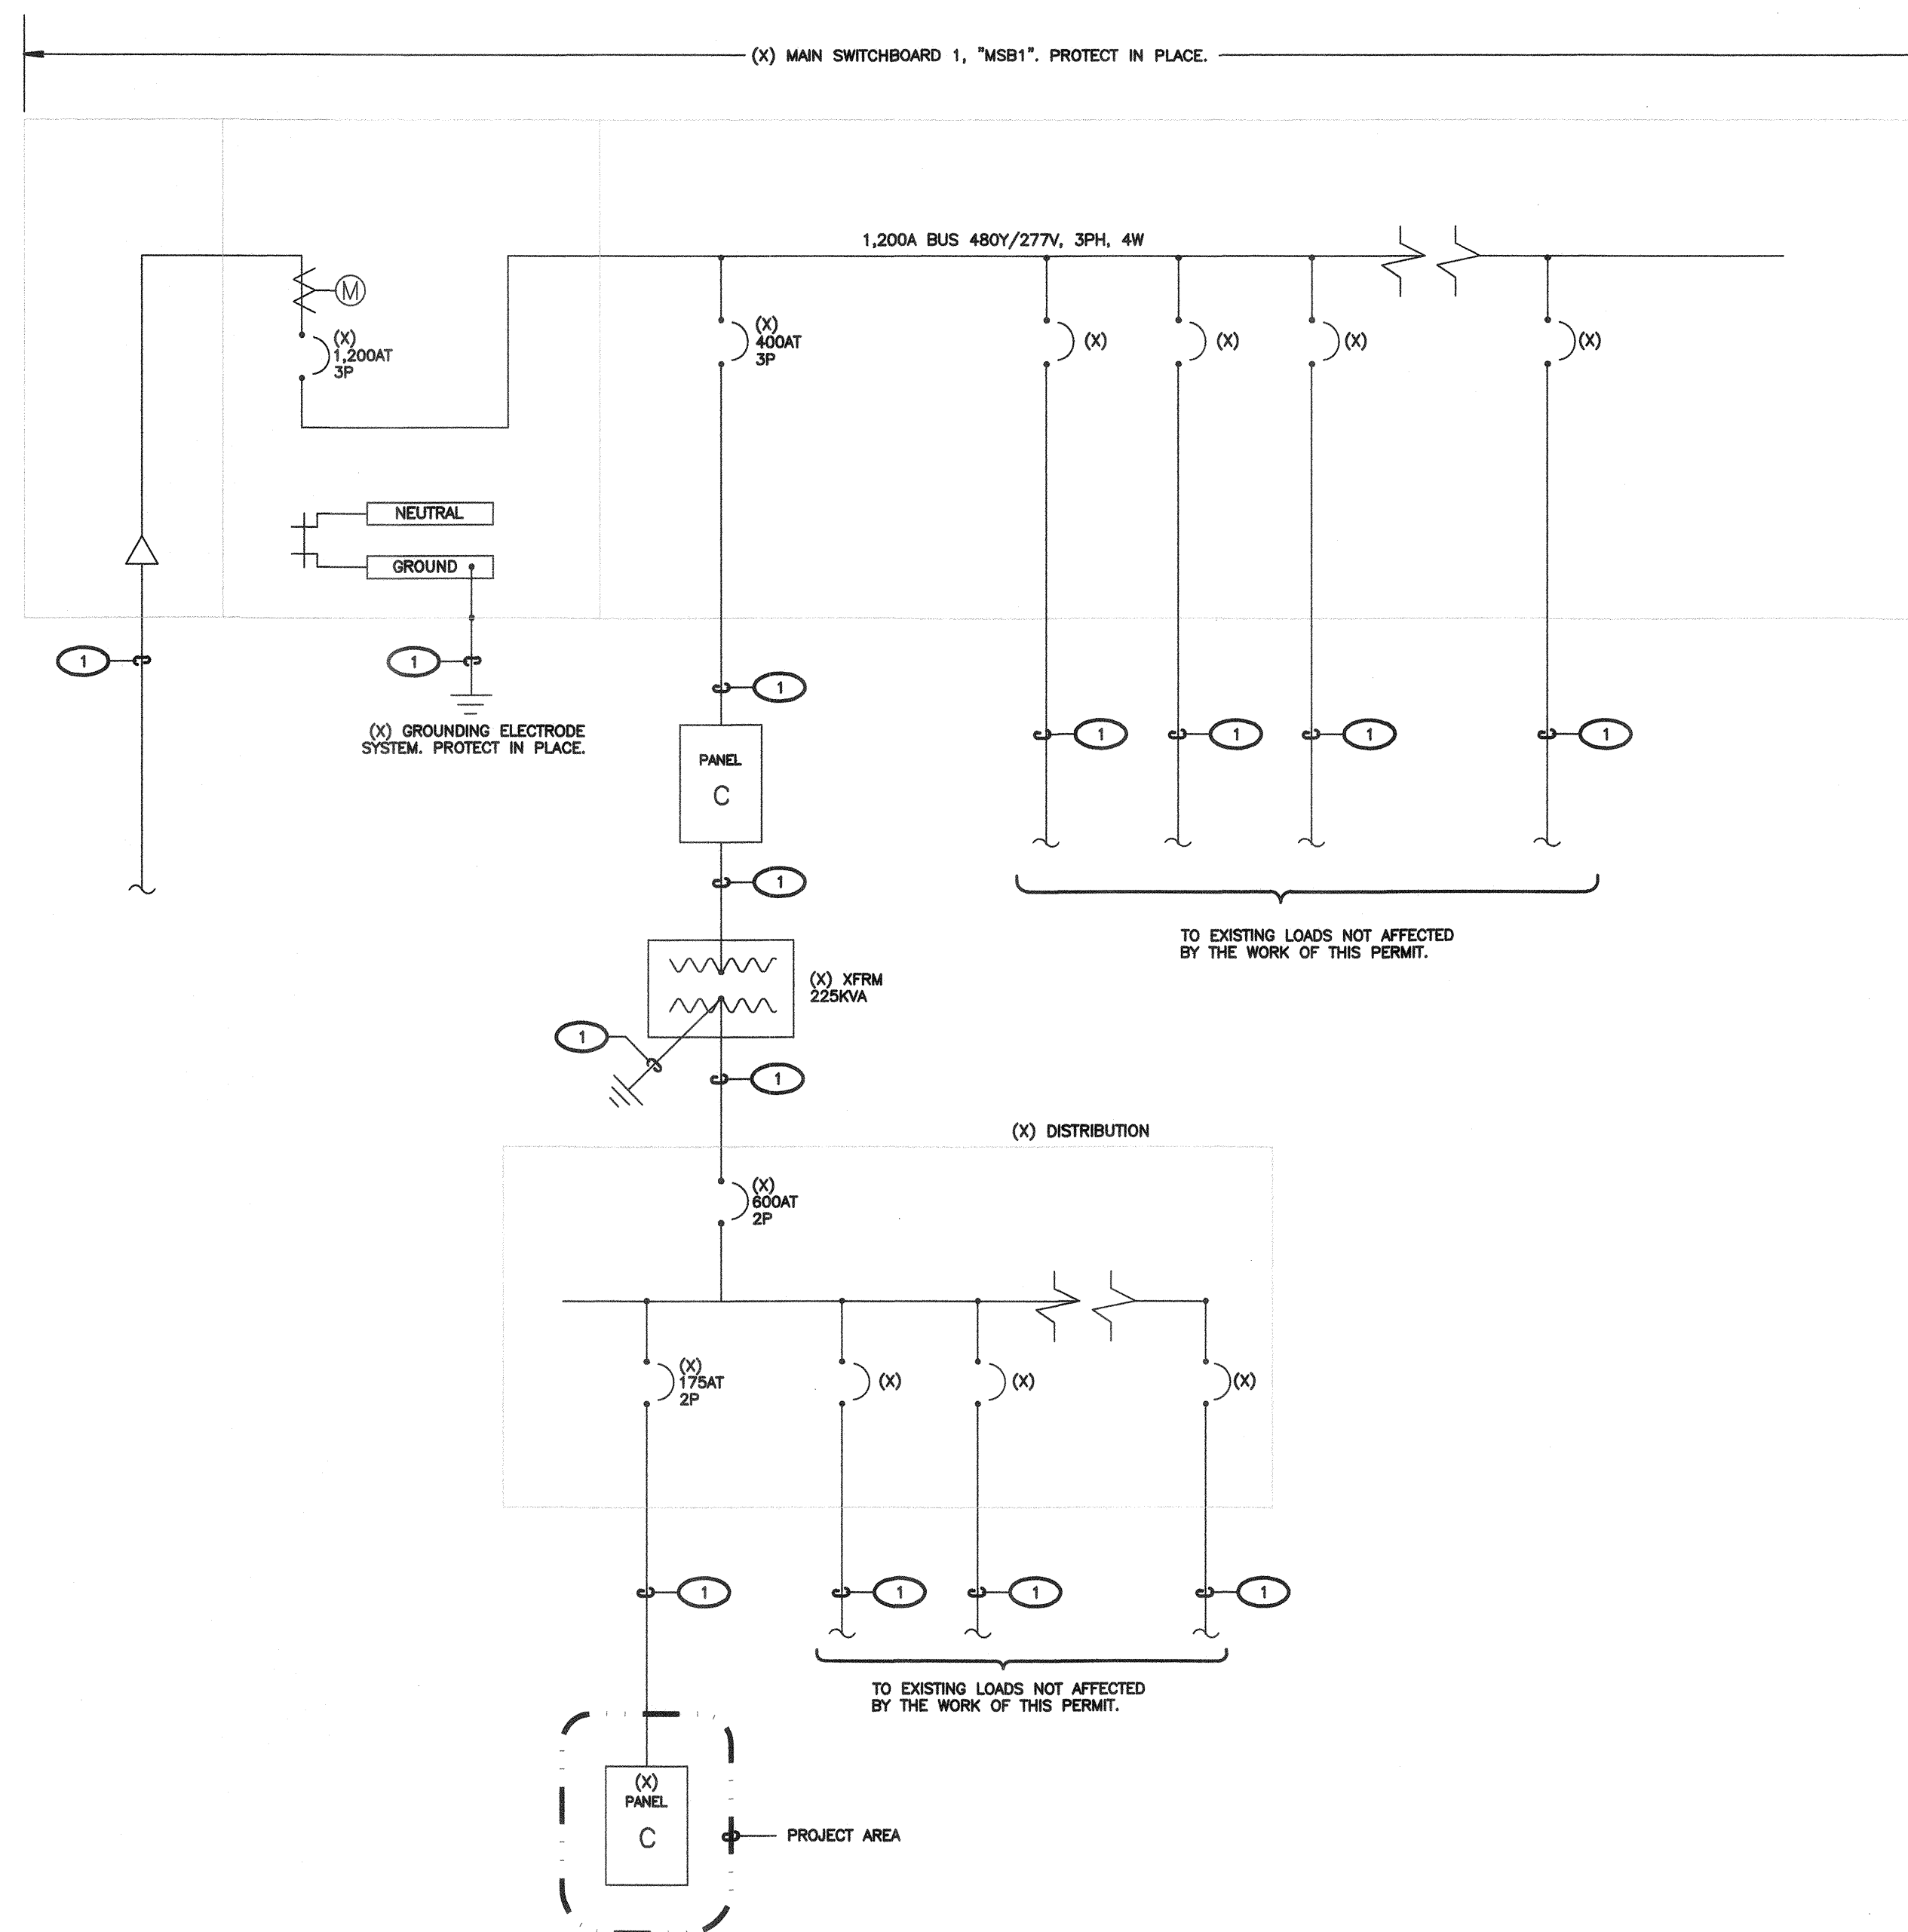 (X) MAIN SWITCHBOARD 1, "MSB1". PROTECT IN PLACE.
1,200A BUS 480Y/277V, 3PH, 4W
M
(X)
1,200AT
3P
(X)
400AT
3P
(X)
(X)
(X)
(X)
NEUTRAL
GROUND
1
1
1
(X) GROUNDING ELECTRODE
SYSTEM. PROTECT IN PLACE.
1
1
1
1
PANEL
C
1
TO EXISTING LOADS NOT AFFECTED
BY THE WORK OF THIS PERMIT.
(X) XFRM
225KVA
1
1
(X) DISTRIBUTION
(X)
600AT
2P
(X)
175AT
2P
(X)
(X)
(X)
1
1
1
1
TO EXISTING LOADS NOT AFFECTED
BY THE WORK OF THIS PERMIT.
(X)
PANEL
C
PROJECT AREA